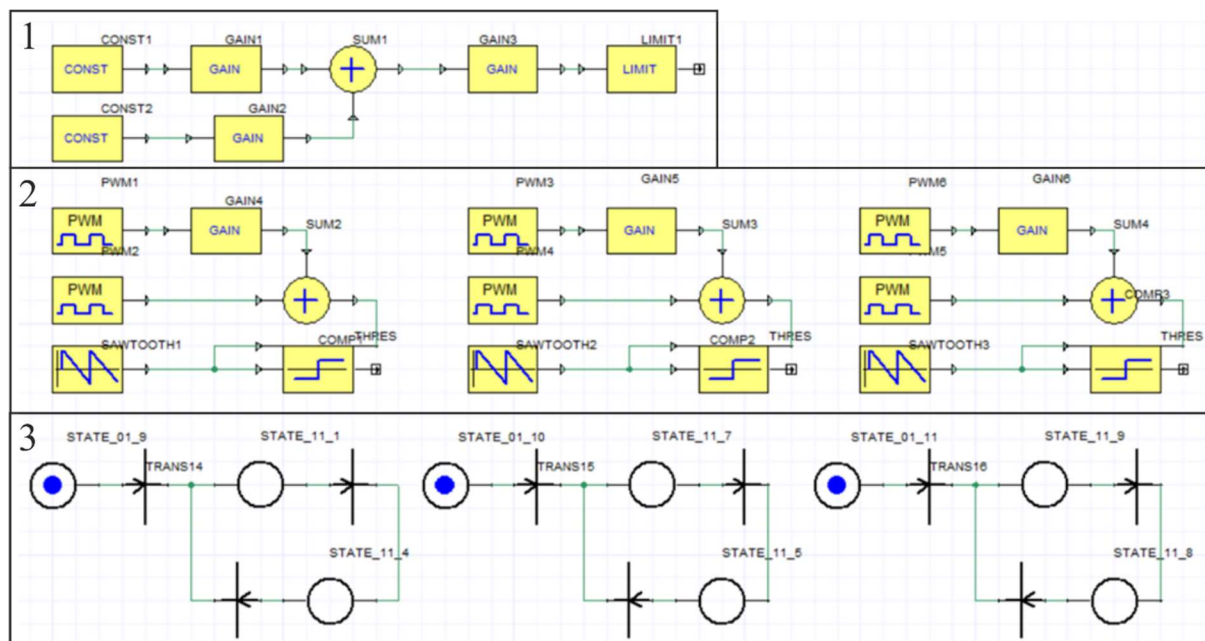 1
CONST1 GAIN1 SUM1 GAIN3 LIMIT1
CONST GAIN GAIN LIMIT
CONST2 GAIN2
CONST GAIN
2
PWM1 PWM3 GAIN5 PWM6 GAIN6
GAIN4
PWM GAIN SUM2 PWM GAIN SUM3 PWM GAIN SUM4
PWM2 PWM4 PWM5
PWM PWM PWM COMP3
SAWTOOTH1 COMP1 THRES SAWTOOTH2 COMP2 THRES SAWTOOTH3 THRES
3
STATE_01_9 STATE_11_1 STATE_01_10 STATE_11_7 STATE_01_11 STATE_11_9
TRANS14 TRANS15 TRANS16
STATE_11_4 STATE_11_5 STATE_11_8